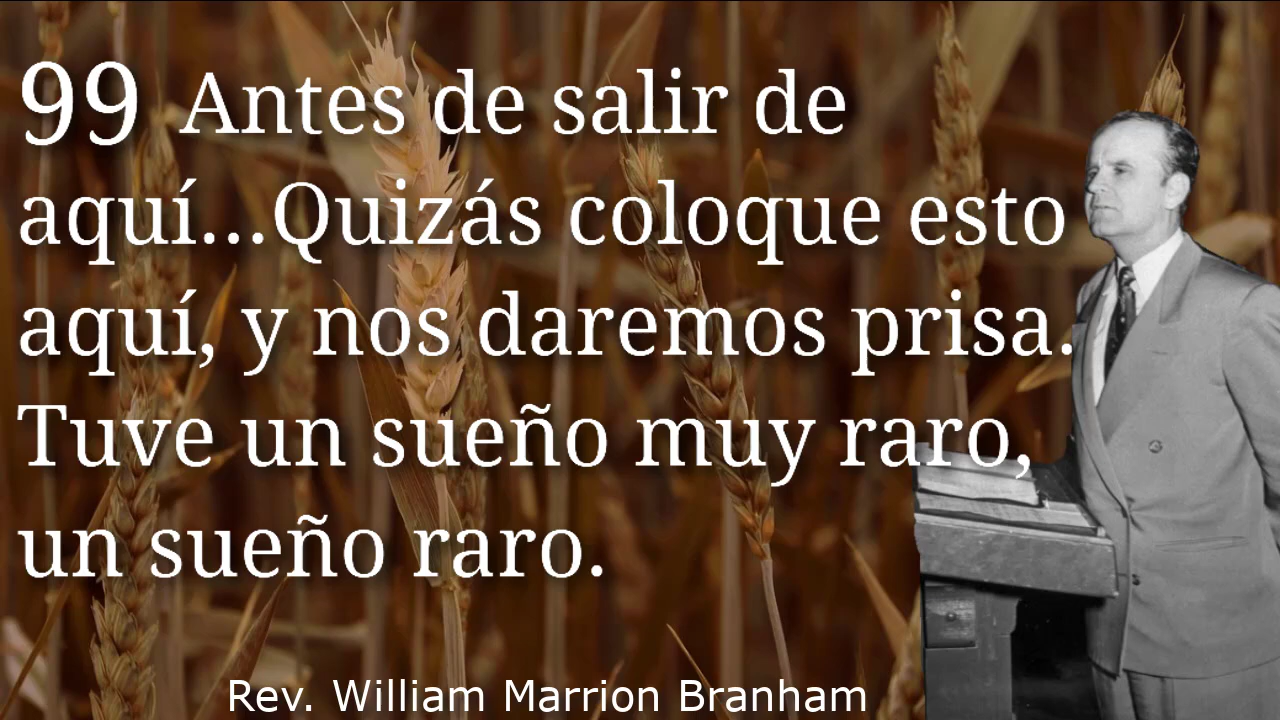 99 Antes de salir de
aquí...Quizás coloque esto
aquí, y nos daremos prisa.
Tuve un sueño muy raro,
un sueño raro.
Rev. William Marrion Branham